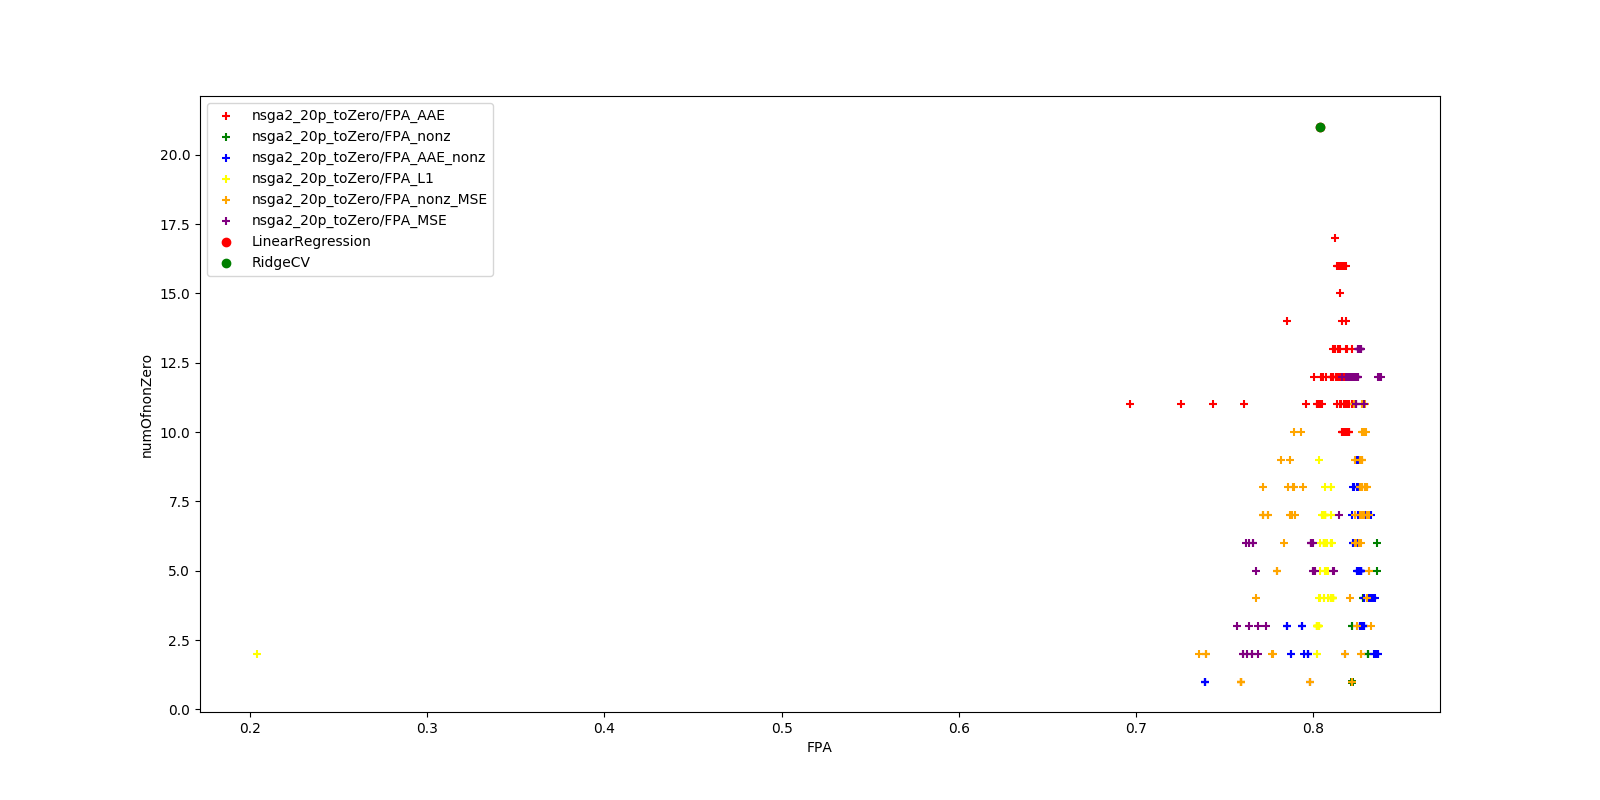 nsga2_20p_toZero/FPA_AAE
nsga2_20p_toZero/FPA_nonz
nsga2_20p_toZero/FPA_AAE_nonz
nsga2_20p_toZero/FPA_L1
nsga2_20p_toZero/FPA_nonz_MSE
nsga2_20p_toZero/FPA_MSE
LinearRegression
RidgeCV
numOfnonZero
20.0
17.5
15.0
12.5
10.0
7.5
5.0
2.5
0.0
0.2 0.3 0.4 0.5 0.6 0.7 0.8
FPA